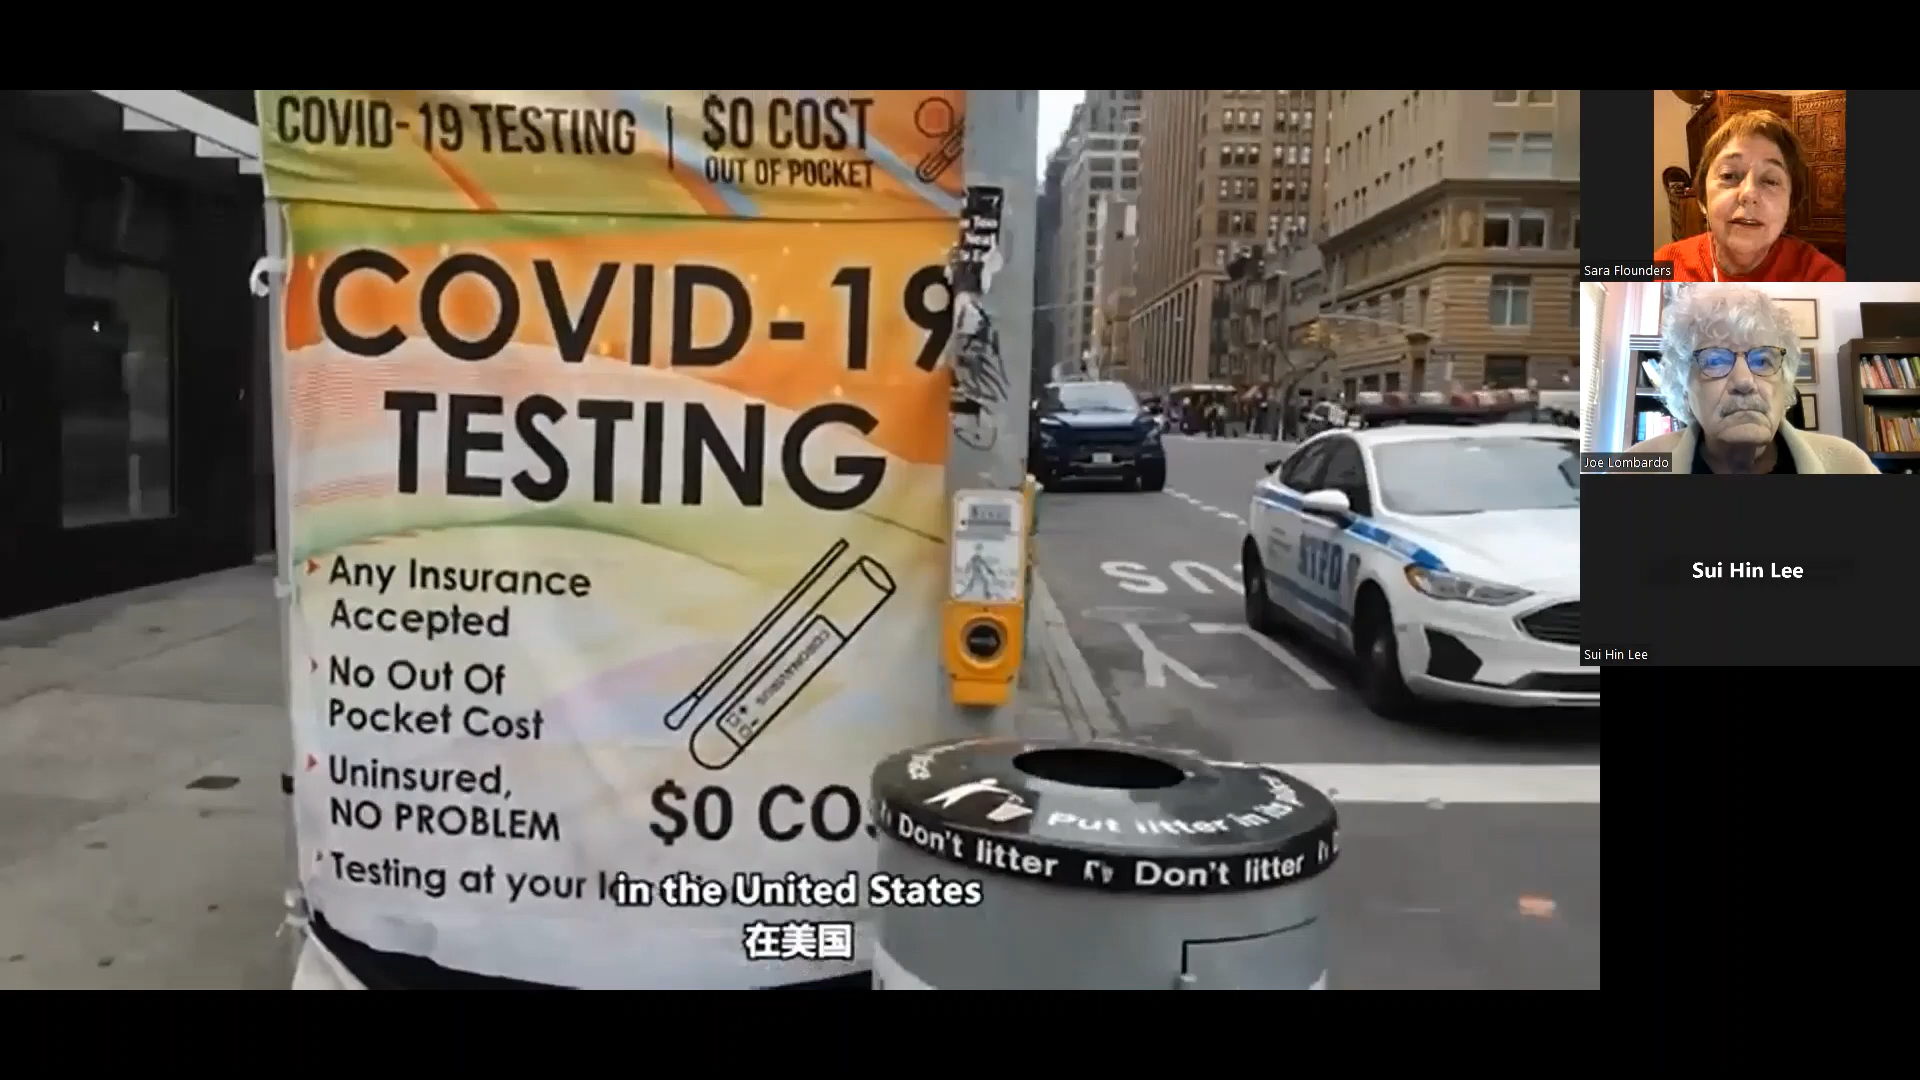 COVID-19 TESTING | $0 COST
OUT OF POCKET
COVID-19
TESTING
Any Insurance
Accepted
No Out Of
Pocket Cost
Uninsured,
NO PROBLEM
$0 CO
Testing at your
CORONAVIRUS
in the United States
在美国
NYPD
Put litter in its
Don't litter
Don't litter
Sara Flounders
Joe Lombardo
Sui Hin Lee
Sui Hin Lee